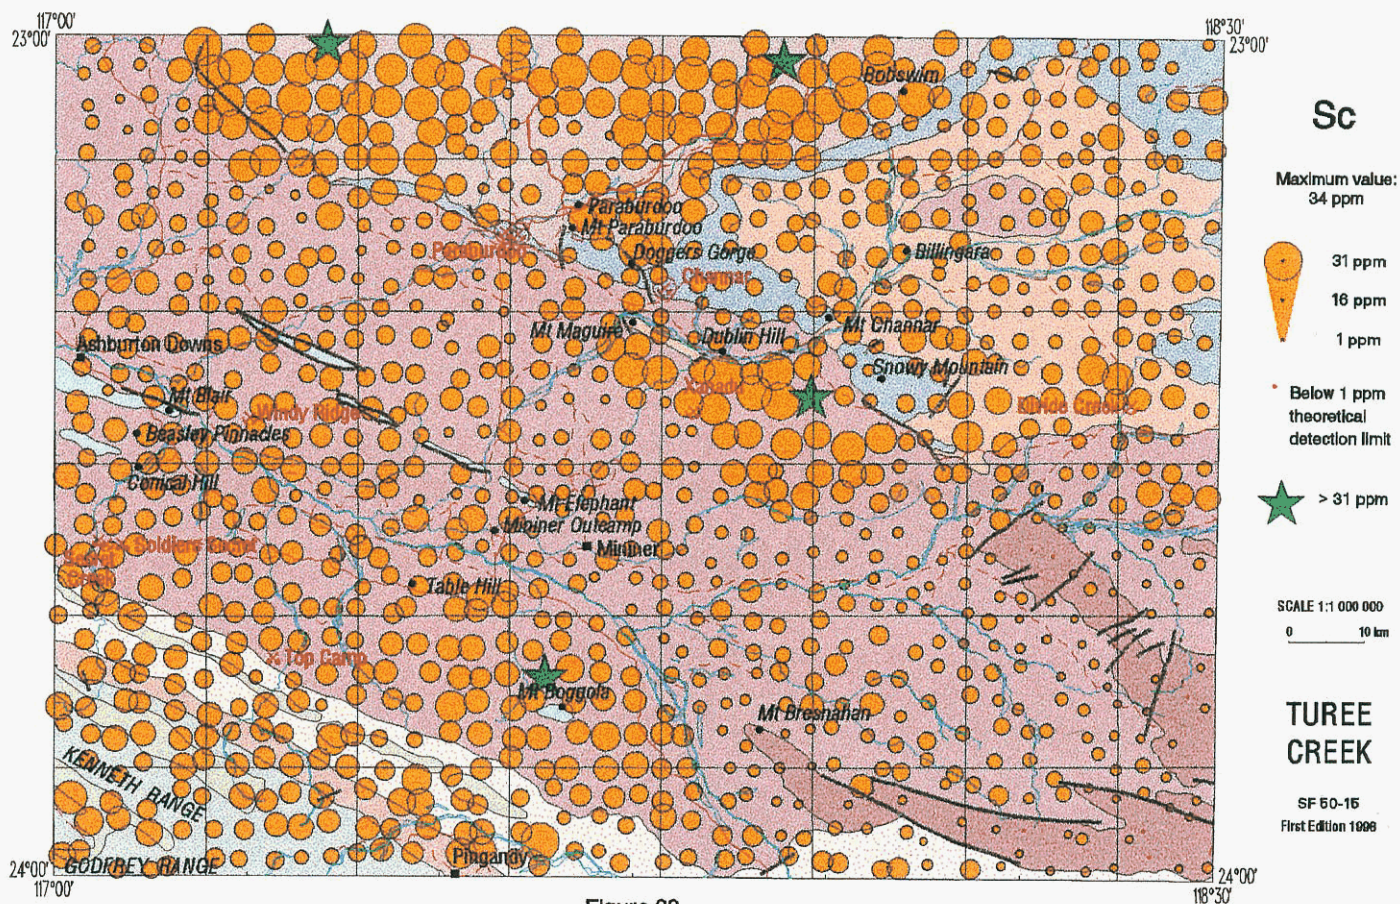 117°00'
23°00'
118°30'
23°00'
Bobswim
Sc
Maximum value:
34 ppm
Paraburdoo
Mt Paraburdoo
Paraburdoo
Doggers Gorge
Billingara
Channar
31 ppm
16 ppm
1 ppm
Mt Maguire
Dublin Hill
Mt Channar
Ashburton Downs
Snowy Mountain
Mt Blair
Windy Ridge
Xanadu
Below 1 ppm
theoretical
detection limit
Beasley Pinnacles
Conical Hill
> 31 ppm
Mt Elephant
Mininer Outcamp
Mininer
Soldiers Secret
Creek
Table Hill
SCALE 1:1 000 000
0 10 km
Top Camp
Mt Boggola
Mt Bresnahan
TUREE
CREEK
KENNETH RANGE
SF 50-15
First Edition 1996
Pingandy
GODFREY RANGE
24°00'
117°00'
24°00'
118°30'